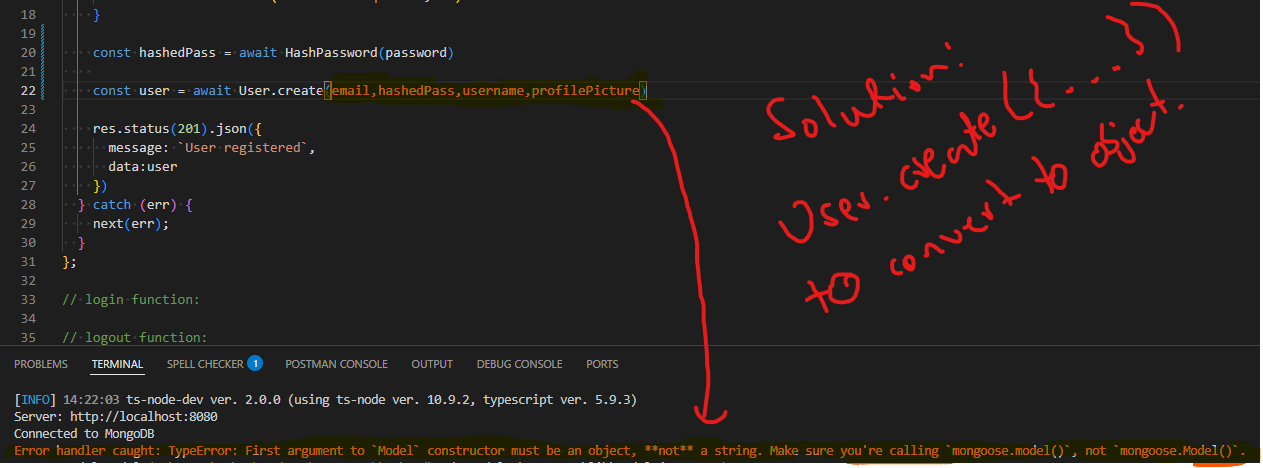 18 }
19
20 const hashedPass = await HashPassword(password)
21
22 const user = await User.create(email,hashedPass,username,profilePicture)
23
24 res.status(201).json({
25 message: `User registered`,
26 data:user
27 })
28 } catch (err) {
29 next(err);
30 }
31 };
32
33 // login function:
34
35 // logout function:
Solution:
User.create({....})
to convert to object.
PROBLEMS TERMINAL SPELL CHECKER 1 POSTMAN CONSOLE OUTPUT DEBUG CONSOLE PORTS
[INFO] 14:22:03 ts-node-dev ver. 2.0.0 (using ts-node ver. 10.9.2, typescript ver. 5.9.3)
Server: http://localhost:8080
Connected to MongoDB
Error handler caught: TypeError: First argument to `Model` constructor must be an object, **not** a string. Make sure you're calling `mongoose.model()`, not `mongoose.Model()`.